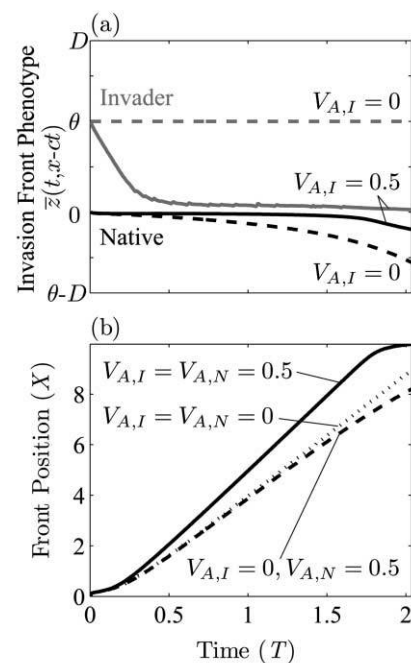 (a)
D
Invader
V_{A,I} = 0
θ
V_{A,I} = 0.5
0
Native
V_{A,I} = 0
θ-D
Invasion Front Phenotype
z̄(t,x-ct)
(b)
8
V_{A,I} = V_{A,N} = 0.5
V_{A,I} = V_{A,N} = 0
6
4
2
V_{A,I} = 0, V_{A,N} = 0.5
0
Front Position (X)
0 0.5 1 1.5 2
Time (T)